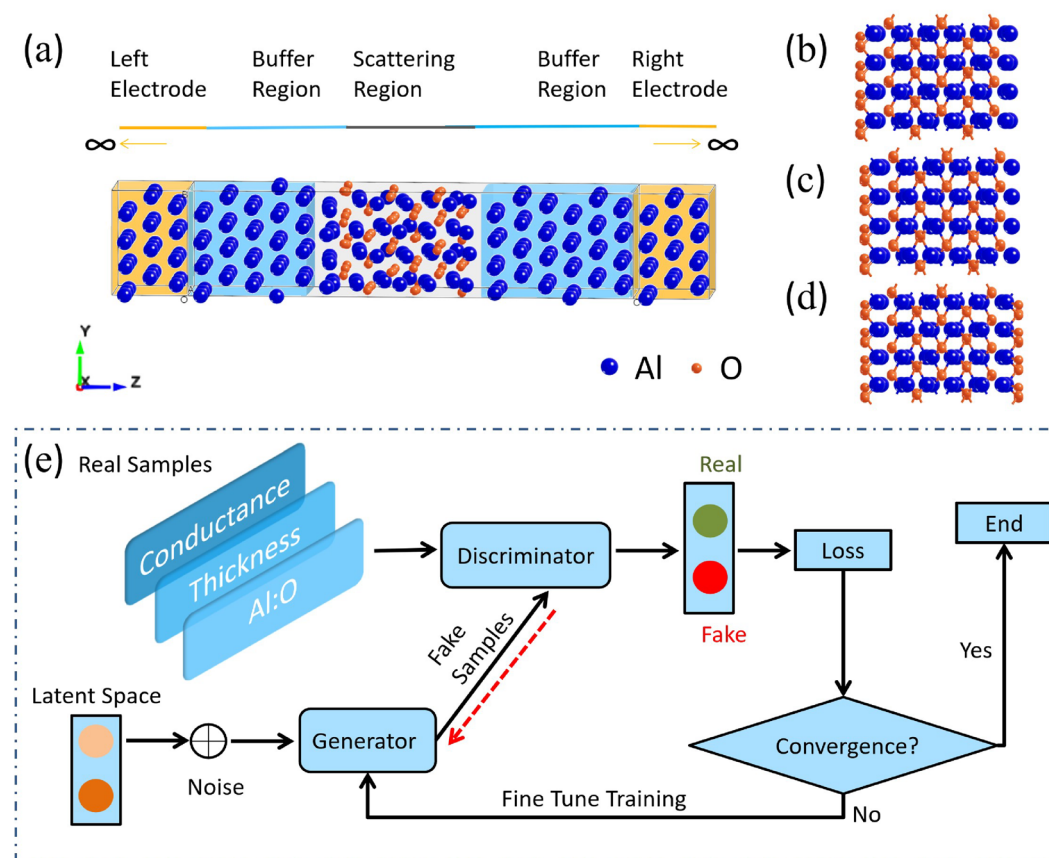 (a)
Left
Electrode
Buffer
Region
Scattering
Region
Buffer
Region
Right
Electrode
∞
∞
Y
X
Z
Al
O
(b)
(c)
(d)
(e)
Real Samples
Conductance
Thickness
Al:O
Discriminator
Real
Fake
Loss
End
Yes
Fake
Samples
Latent Space
Noise
Generator
Convergence?
Fine Tune Training
No